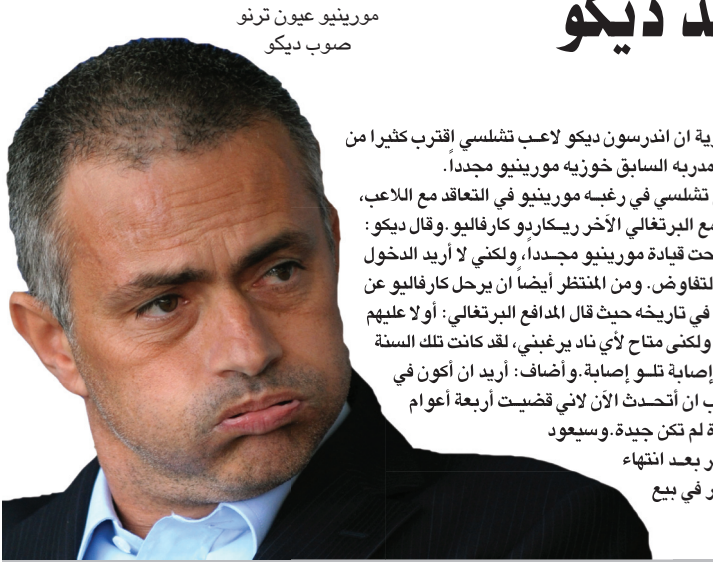 د ديكو
مورينيو عيون ترنو
صوب ديكو
رية ان اندرسون ديكو لاعب تشلسي اقترب كثيرا من
مدربه السابق خوزيه مورينيو مجدداً.
تشلسي في رغبه مورينيو في التعاقد مع اللاعب،
مع البرتغالي الآخر ريكاردو كارفاليو.وقال ديكو:
حت قيادة مورينيو مجدداً، ولكني لا أريد الدخول
لتفاوض. ومن المنتظر أيضاً ان يرحل كارفاليو عن
في تاريخه حيث قال المدافع البرتغالي: أولا عليهم
ولكنى متاح لأي ناد يرغبني، لقد كانت تلك السنة
إصابة تلو إصابة.وأضاف: أريد ان أكون في
ب ان أتحدث الآن لاني قضيت أربعة أعوام
ة لم تكن جيدة.وسيعود
ر بعد انتهاء
ر في بيع